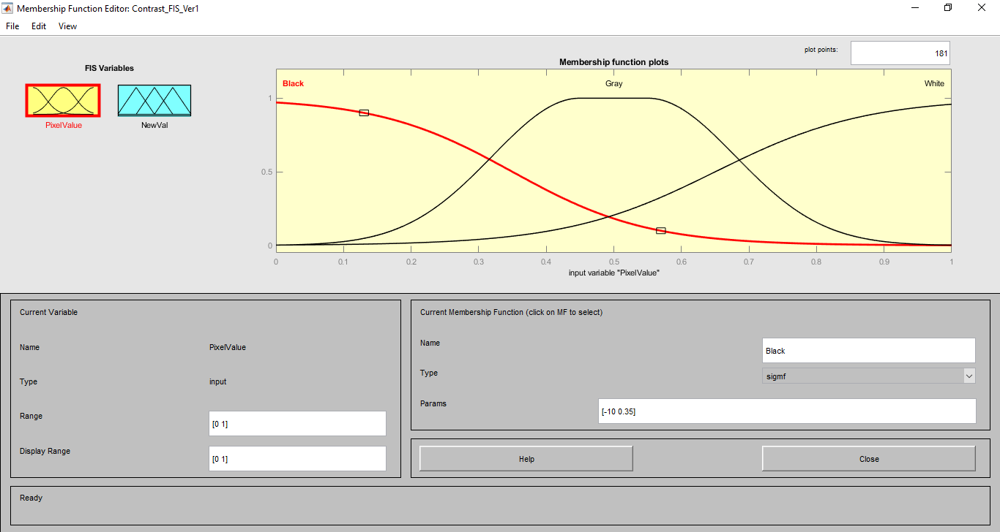 Membership Function Editor: Contrast_FIS_Ver1
File Edit View
plot points: 181
FIS Variables
PixelValue NewVal
Membership function plots
Black Gray White
1
0.5
0
0 0.1 0.2 0.3 0.4 0.5 0.6 0.7 0.8 0.9 1
input variable "PixelValue"
Current Variable
Name PixelValue
Type input
Range [0 1]
Display Range [0 1]
Current Membership Function (click on MF to select)
Name Black
Type sigmf
Params [-10 0.35]
Help Close
Ready